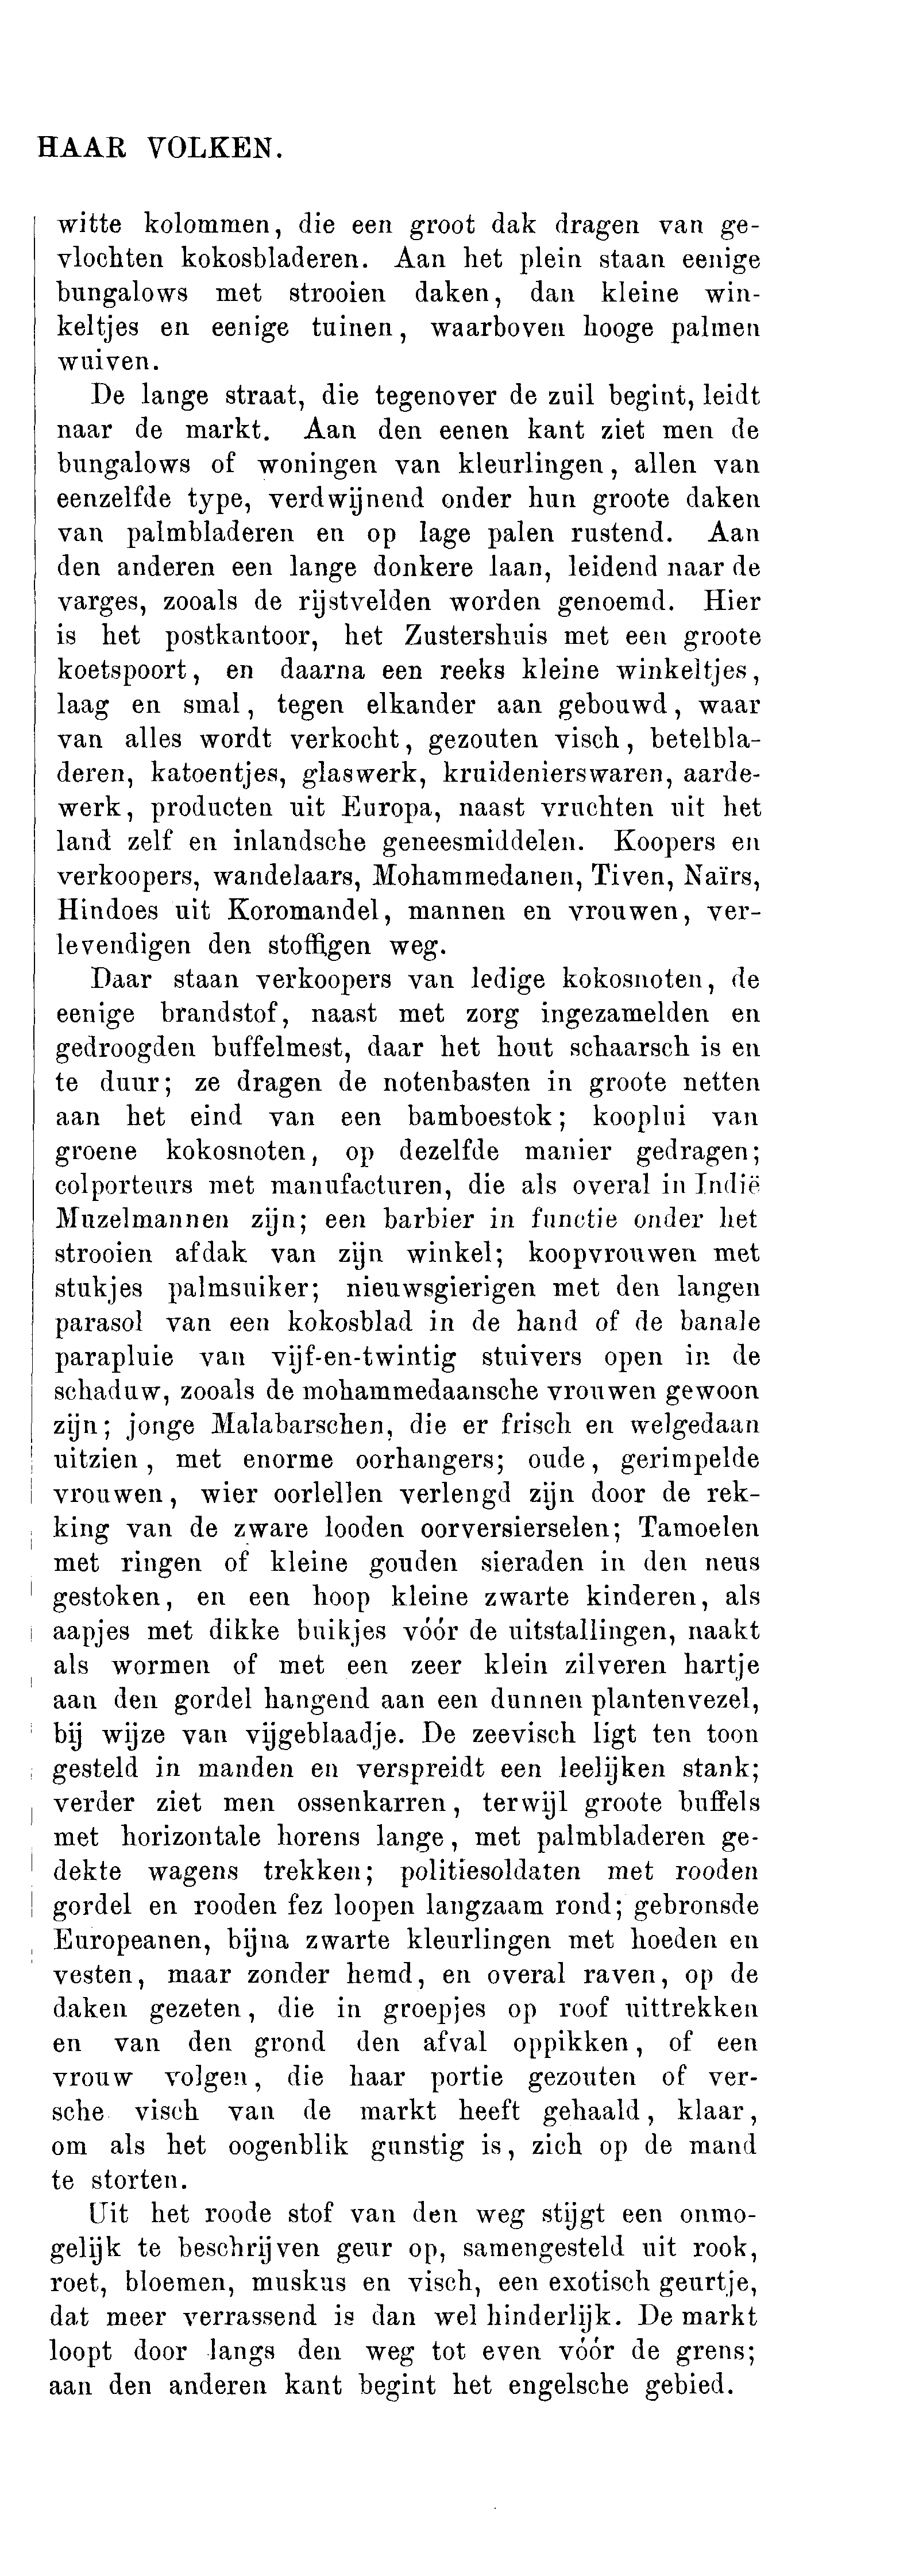 HAAR VOLKEN.
witte kolommen, die een groot dak dragen van ge-
vlochten kokosbladeren. Aan het plein staan eenige
bungalows met strooien daken, dan kleine win-
keltjes en eenige tuinen, waarboven hooge palmen
wuiven.
De lange straat, die tegenover de zuil begint, leidt
naar de markt. Aan den eenen kant ziet men de
bungalows of woningen van kleurlingen, allen van
eenzelfde type, verdwijnend onder hun groote daken
van palmbladeren en op lage palen rustend. Aan
den anderen een lange donkere laan, leidend naar de
varges, zooals de rijstvelden worden genoemd. Hier
is het postkantoor, het Zustershuis met een groote
koetspoort, en daarna een reeks kleine winkeltjes,
laag en smal, tegen elkander aan gebouwd, waar
van alles wordt verkocht, gezouten visch, betelbla-
deren, katoentjes, glaswerk, kruidenierswaren, aarde-
werk, producten uit Europa, naast vruchten uit het
land zelf en inlandsche geneesmiddelen. Koopers en
verkoopers, wandelaars, Mohammedanen, Tiven, Naïrs,
Hindoes uit Koromandel, mannen en vrouwen, ver-
levendigen den stoffigen weg.
Daar staan verkoopers van ledige kokosnoten, de
eenige brandstof, naast met zorg ingezamelden en
gedroogden buffelmest, daar het hout schaarsch is en
te duur; ze dragen de notenbasten in groote netten
aan het eind van een bamboestok; kooplui van
groene kokosnoten, op dezelfde manier gedragen;
colporteurs met manufacturen, die als overal in Indië
Muzelmannen zijn; een barbier in functie onder het
strooien afdak van zijn winkel; koopvrouwen met
stukjes palmsuiker; nieuwsgierigen met den langen
parasol van een kokosblad in de hand of de banale
parapluie van vijf-en-twintig stuivers open in de
schaduw, zooals de mohammedaansche vrouwen gewoon
zijn; jonge Malabarschen, die er frisch en welgedaan
uitzien, met enorme oorhangers; oude, gerimpelde
vrouwen, wier oorlellen verlengd zijn door de rek-
king van de zware looden oorversierselen; Tamoelen
met ringen of kleine gouden sieraden in den neus
gestoken, en een hoop kleine zwarte kinderen, als
aapjes met dikke buikjes vóór de uitstallingen, naakt
als wormen of met een zeer klein zilveren hartje
aan den gordel hangend aan een dunnen plantenvezel,
bij wijze van vijgeblaadje. De zeevisch ligt ten toon
gesteld in manden en verspreidt een leelijken stank;
verder ziet men ossenkarren, terwijl groote buffels
met horizontale horens lange, met palmbladeren ge-
dekte wagens trekken; politiesoldaten met rooden
gordel en rooden fez loopen langzaam rond; gebronsde
Europeanen, bijna zwarte kleurlingen met hoeden en
vesten, maar zonder hemd, en overal raven, op de
daken gezeten, die in groepjes op roof uittrekken
en van den grond den afval oppikken, of een
vrouw volgen, die haar portie gezouten of ver-
sche visch van de markt heeft gehaald, klaar,
om als het oogenblik gunstig is, zich op de mand
te storten.
Uit het roode stof van den weg stijgt een onmo-
gelijk te beschrijven geur op, samengesteld uit rook,
roet, bloemen, muskus en visch, een exotisch geurtje,
dat meer verrassend is dan wel hinderlijk. De markt
loopt door langs den weg tot even vóór de grens;
aan den anderen kant begint het engelsche gebied.